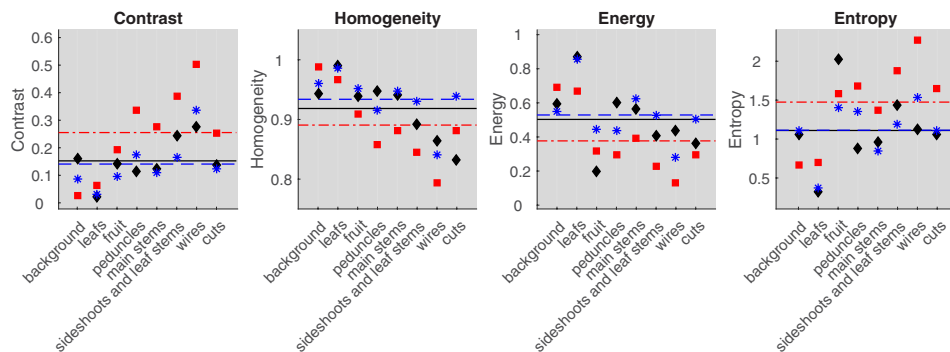 Contrast
Contrast
0.6
0.5
0.4
0.3
0.2
0.1
0
background
leafs
fruit
peduncles
main stems
sideshoots and leaf stems
wires
cuts
Homogeneity
Homogeneity
1
0.9
0.8
background
leafs
fruit
peduncles
main stems
sideshoots and leaf stems
wires
cuts
Energy
Energy
1
0.8
0.6
0.4
0.2
0
background
leafs
fruit
peduncles
main stems
sideshoots and leaf stems
wires
cuts
Entropy
Entropy
2
1.5
1
0.5
background
leafs
fruit
peduncles
main stems
sideshoots and leaf stems
wires
cuts